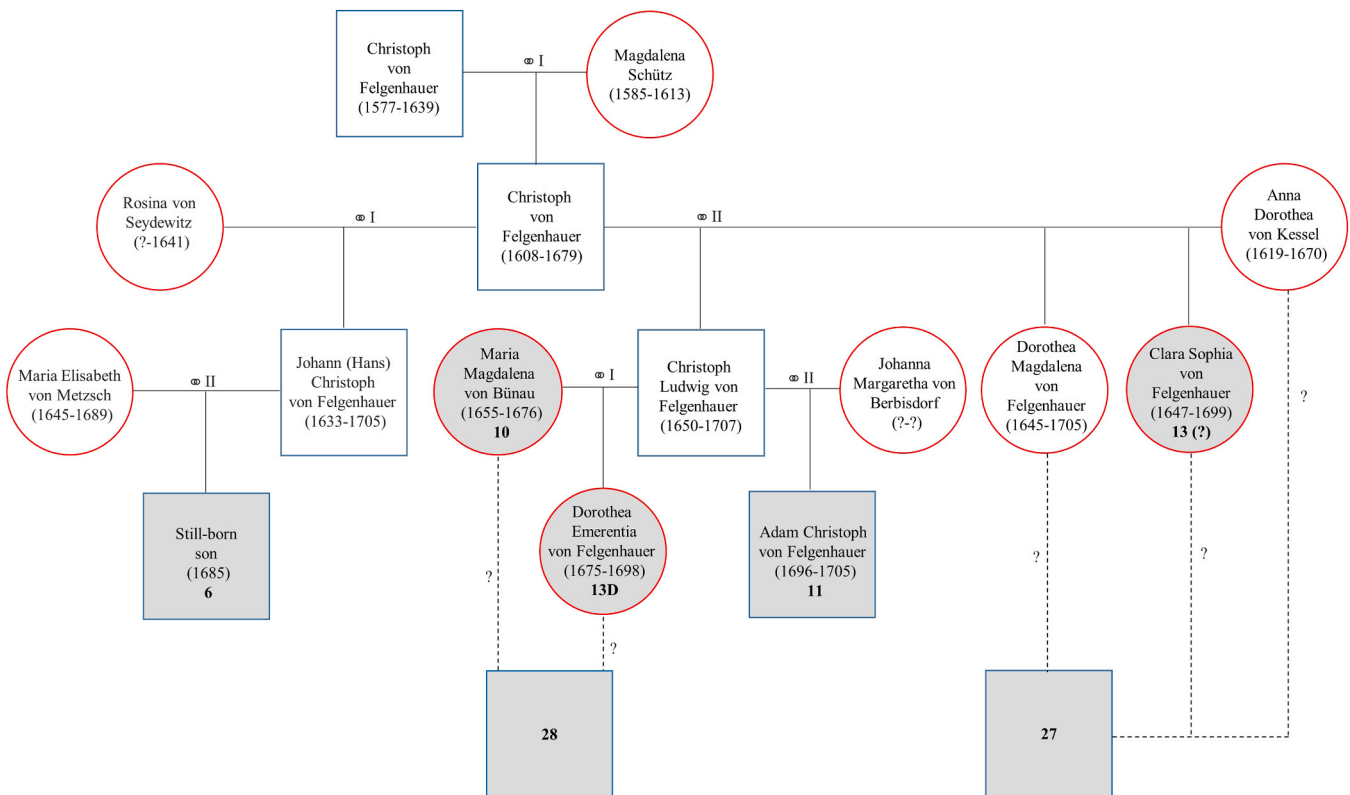 Christoph
von
Felgenhauer
(1577-1639)
⚭ I
Magdalena
Schütz
(1585-1613)
Rosina von
Seydewitz
(?-1641)
⚭ I
Christoph
von
Felgenhauer
(1608-1679)
⚭ II
Anna
Dorothea
von Kessel
(1619-1670)
Maria Elisabeth
von Metzsch
(1645-1689)
⚭ II
Johann (Hans)
Christoph
von Felgenhauer
(1633-1705)
Maria
Magdalena
von Bünau
(1655-1676)
10
⚭ I
Christoph
Ludwig von
Felgenhauer
(1650-1707)
⚭ II
Johanna
Margaretha von
Berbisdorf
(?-?)
Dorothea
Magdalena
von
Felgenhauer
(1645-1705)
Clara Sophia
von
Felgenhauer
(1647-1699)
13 (?)
?
Still-born
son
(1685)
6
?
Dorothea
Emerentia
von Felgenhauer
(1675-1698)
13D
Adam Christoph
von Felgenhauer
(1696-1705)
11
?
?
?
28
27